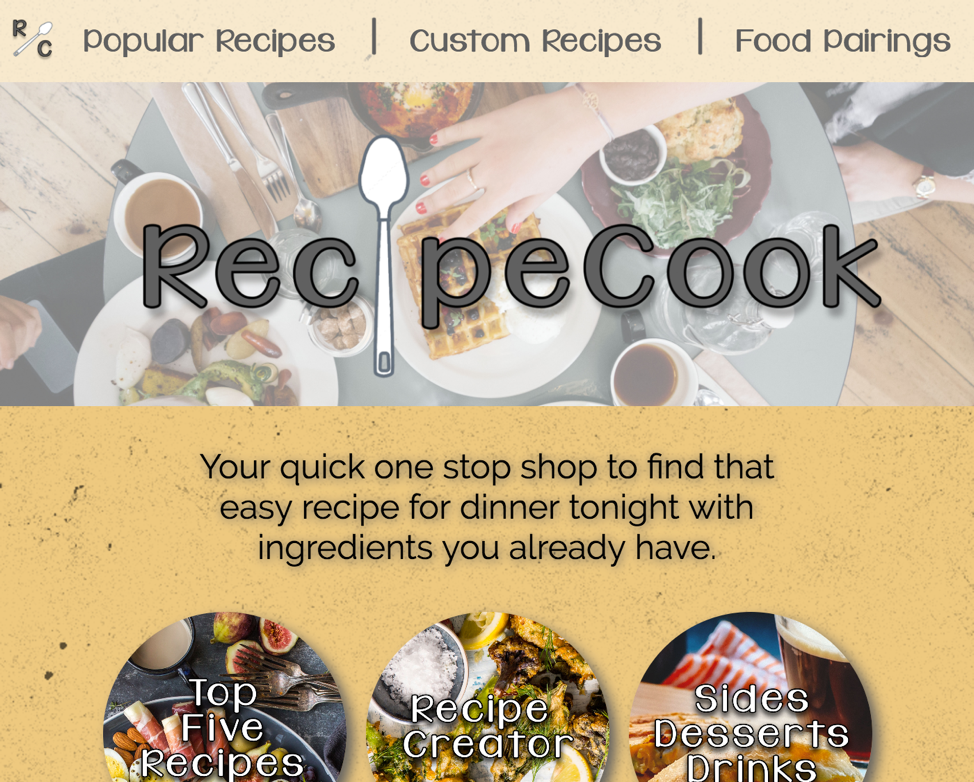 R C
Popular Recipes | Custom Recipes | Food Pairings
RecipeCook
Your quick one stop shop to find that
easy recipe for dinner tonight with
ingredients you already have.
Top
Five
Recipes
Recipe
Creator
Sides
Desserts
Drinks